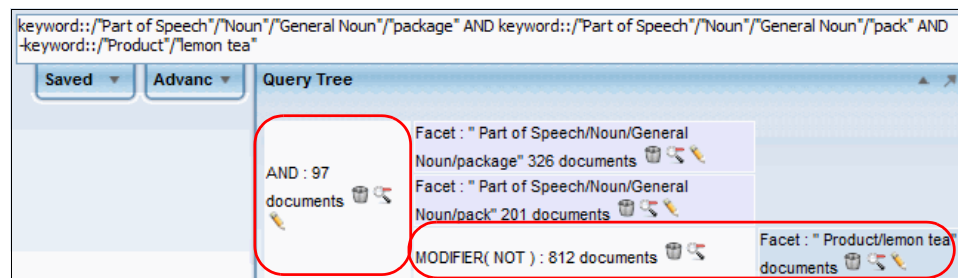 keyword::/"Part of Speech"/"Noun"/"General Noun"/"package" AND keyword::/"Part of Speech"/"Noun"/"General Noun"/"pack" AND
-keyword::/"Product"/"lemon tea"
Saved
Advanc
Query Tree
AND : 97
documents
Facet : " Part of Speech/Noun/General
Noun/package" 326 documents
Facet : " Part of Speech/Noun/General
Noun/pack" 201 documents
MODIFIER( NOT ) : 812 documents
Facet : " Product/lemon tea"
documents